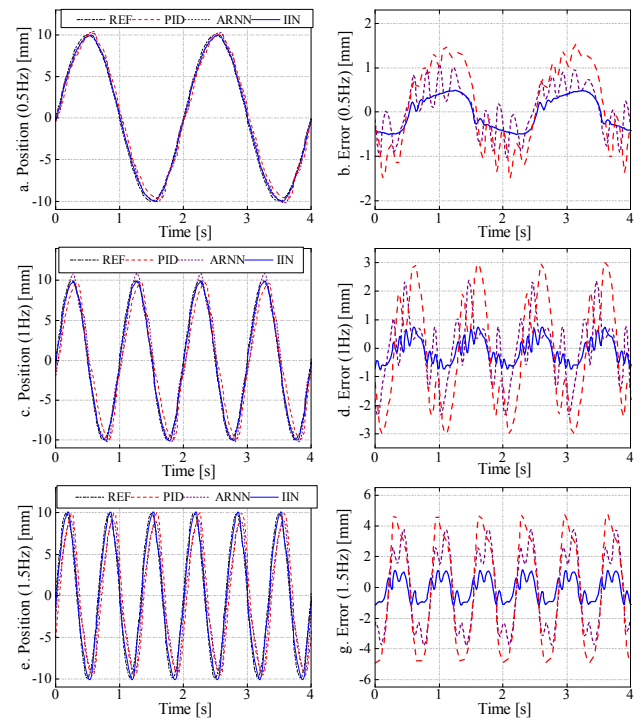 REF PID ARNN IIN
10
5
0
-5
-10
a. Position (0.5Hz) [mm]
0 1 2 3 4
Time [s]
2
1
0
-1
-2
b. Error (0.5Hz) [mm]
0 1 2 3 4
Time [s]
REF PID ARNN IIN
10
5
0
-5
-10
c. Position (1Hz) [mm]
0 1 2 3 4
Time [s]
3
2
1
0
-1
-2
-3
d. Error (1Hz) [mm]
0 1 2 3 4
Time [s]
REF PID ARNN IIN
10
5
0
-5
-10
e. Position (1.5Hz) [mm]
0 1 2 3 4
Time [s]
6
4
2
0
-2
-4
-6
g. Error (1.5Hz) [mm]
0 1 2 3 4
Time [s]